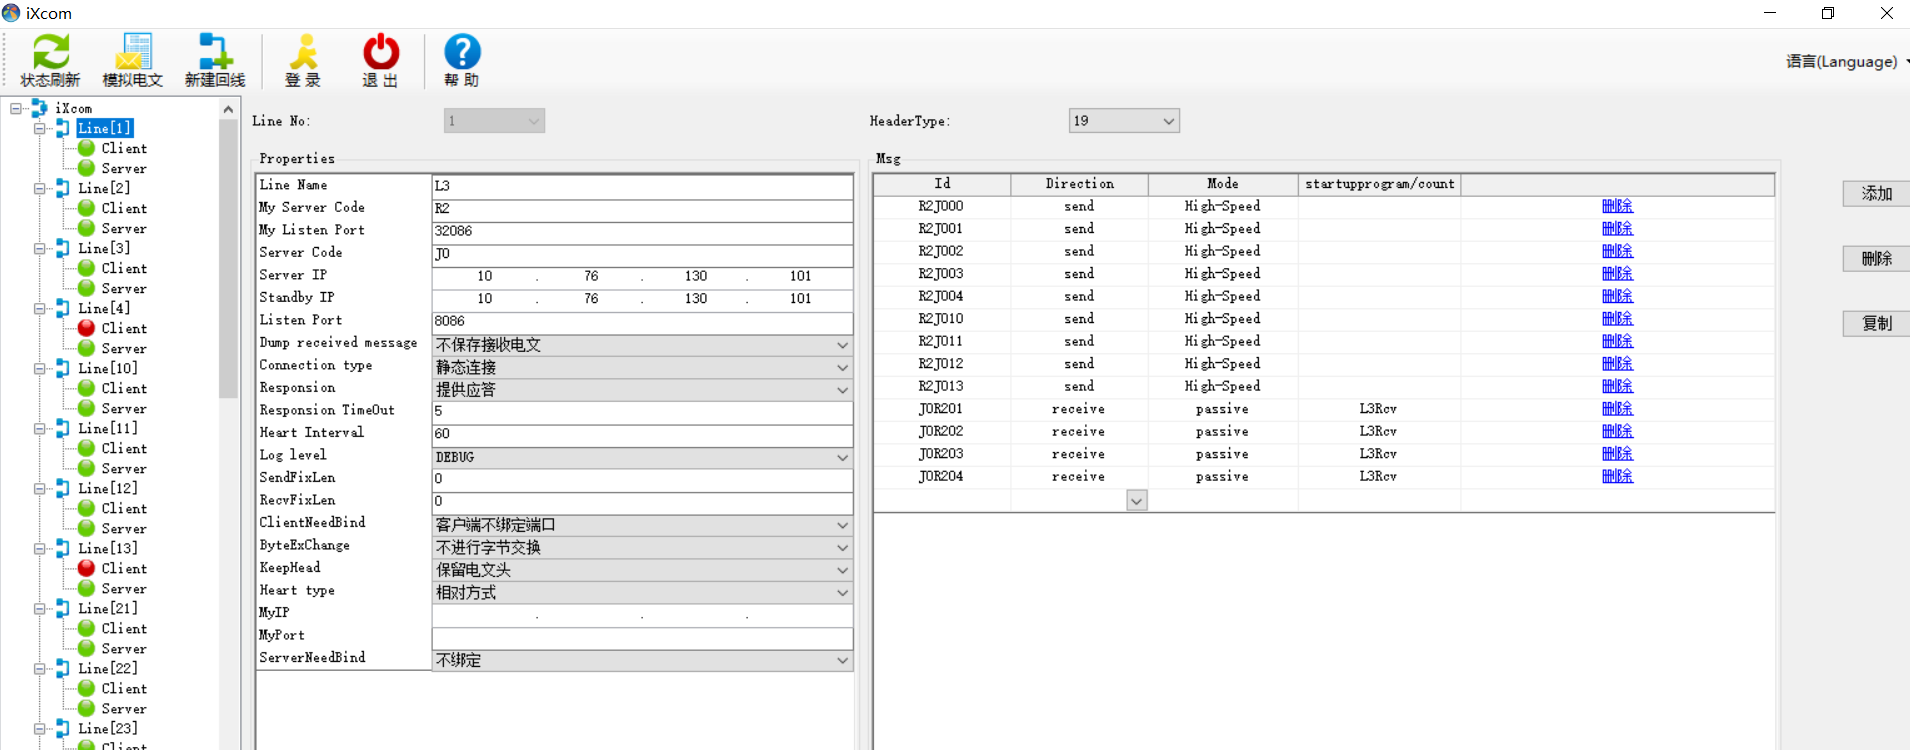 iXcom
状态刷新 模拟电文 新建回线 登 录 退 出 帮 助 语言(Language)
iXcom
Line[1]
Client
Server
Line[2]
Client
Server
Line[3]
Client
Server
Line[4]
Client
Server
Line[10]
Client
Server
Line[11]
Client
Server
Line[12]
Client
Server
Line[13]
Client
Server
Line[21]
Client
Server
Line[22]
Client
Server
Line[23]
Client
Line No: 1
HeaderType: 19
Properties
Line Name L3
My Server Code R2
My Listen Port 32086
Server Code J0
Server IP 10 . 76 . 130 . 101
Standby IP 10 . 76 . 130 . 101
Listen Port 8086
Dump received message 不保存接收电文
Connection type 静态连接
Responsion 提供应答
Responsion TimeOut 5
Heart Interval 60
Log level DEBUG
SendFixLen 0
RecvFixLen 0
ClientNeedBind 客户端不绑定端口
ByteExChange 不进行字节交换
KeepHead 保留电文头
Heart type 相对方式
MyIP . . .
MyPort
ServerNeedBind 不绑定
Msg
Id Direction Mode startupprogram/count
R2J000 send High-Speed 删除
R2J001 send High-Speed 删除
R2J002 send High-Speed 删除
R2J003 send High-Speed 删除
R2J004 send High-Speed 删除
R2J010 send High-Speed 删除
R2J011 send High-Speed 删除
R2J012 send High-Speed 删除
R2J013 send High-Speed 删除
J0R201 receive passive L3Rcv 删除
J0R202 receive passive L3Rcv 删除
J0R203 receive passive L3Rcv 删除
J0R204 receive passive L3Rcv 删除
添加
删除
复制